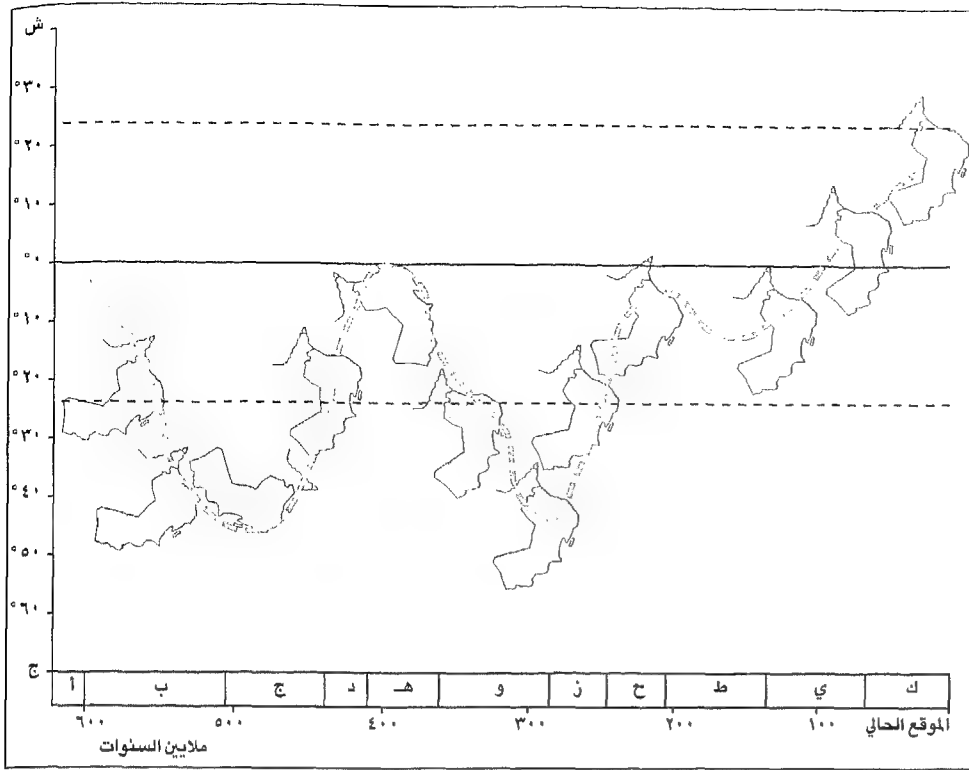 ش
°٣٠
°٢٠
°١٠
°٠
°١٠
°٢٠
°٣٠
°٤٠
°٥٠
°٦٠
ج
أ ب ج د هـ و ز ح ط ي ك
٦٠٠ ٥٠٠ ٤٠٠ ٣٠٠ ٢٠٠ ١٠٠ الموقع الحالي
ملايين السنوات